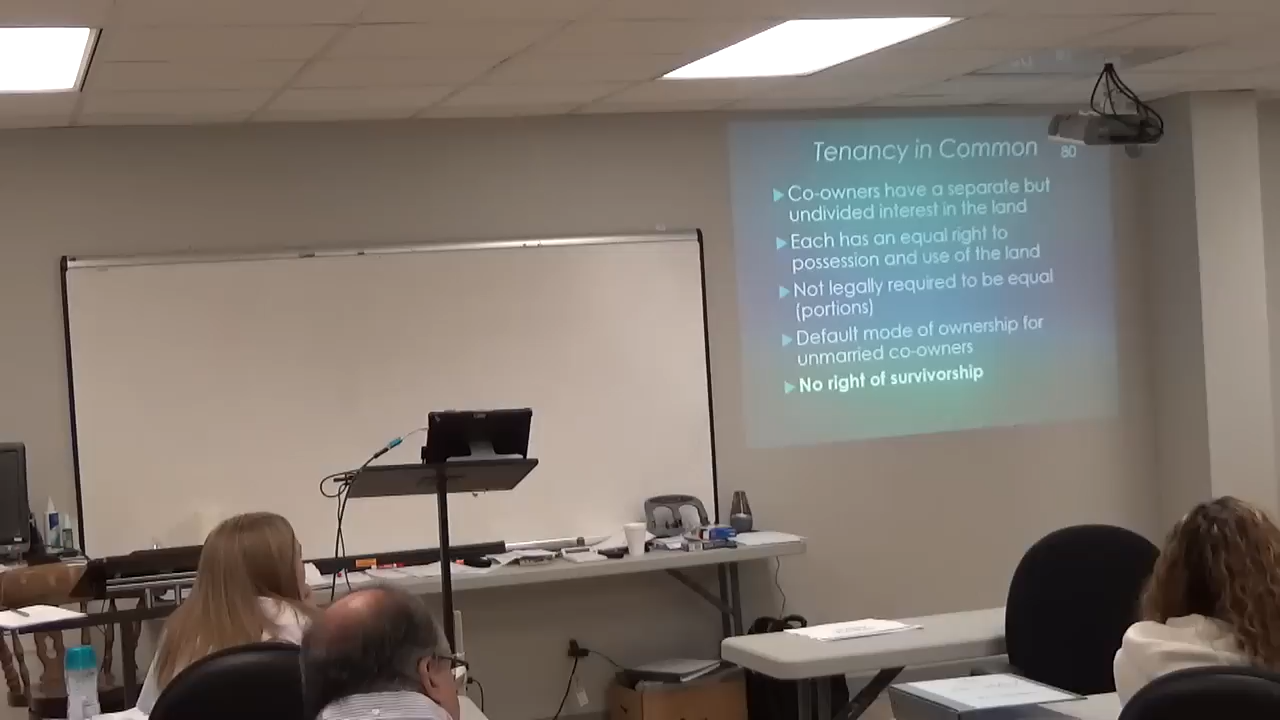 Tenancy in Common
80
Co-owners have a separate but
undivided interest in the land
Each has an equal right to
possession and use of the land
Not legally required to be equal
(portions)
Default mode of ownership for
unmarried co-owners
No right of survivorship